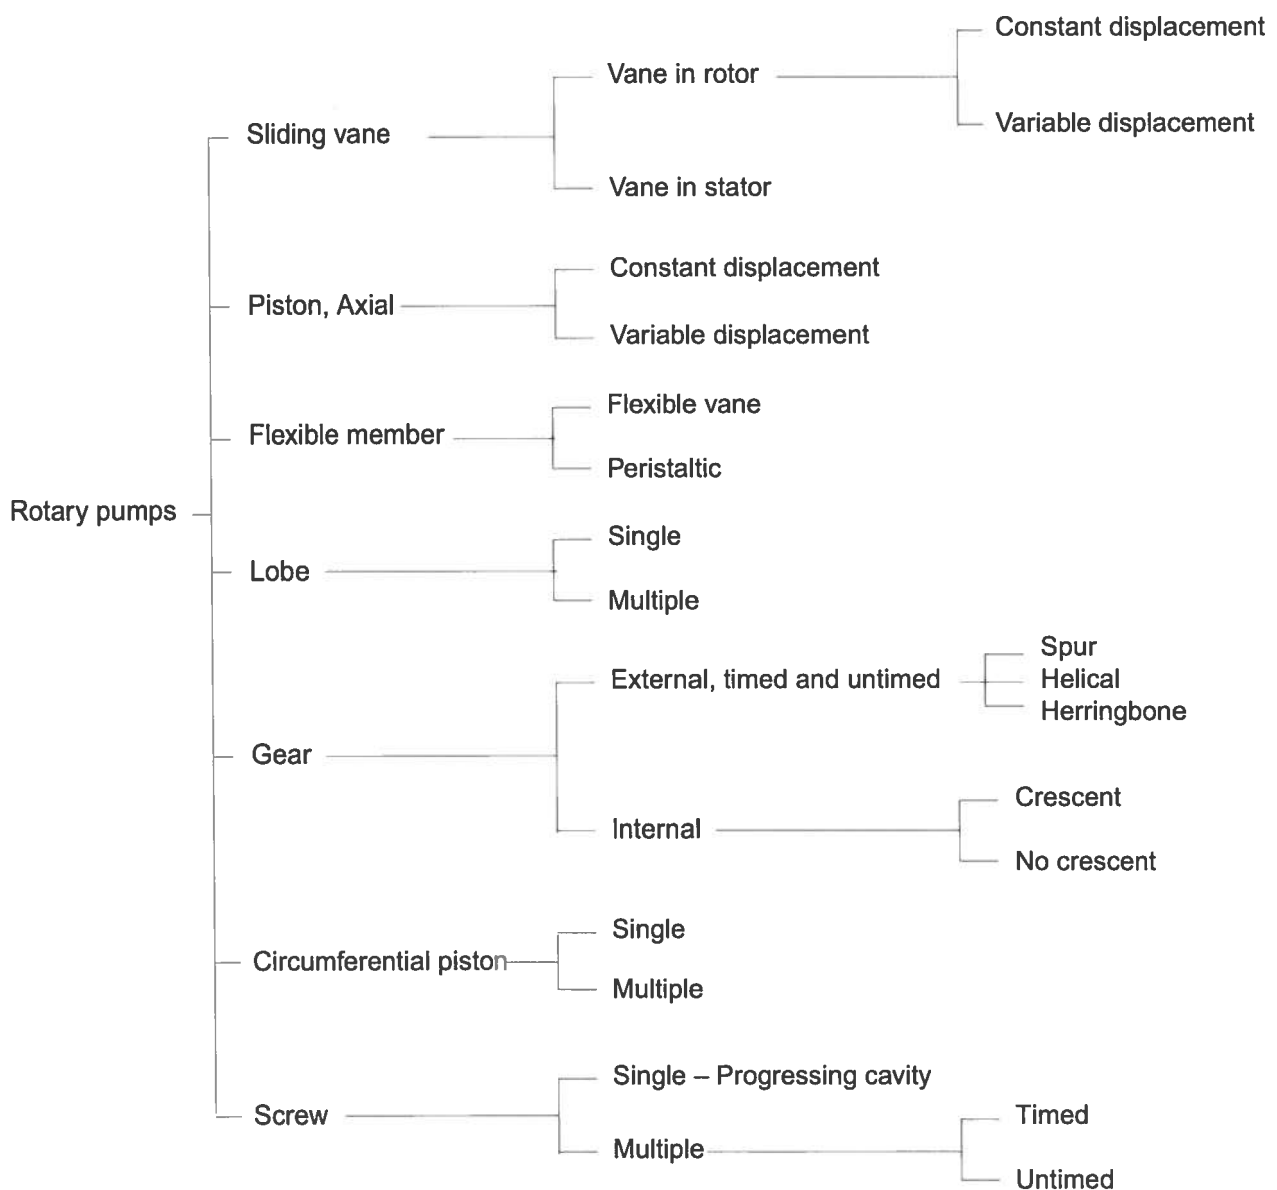 Constant displacement
Vane in rotor
Variable displacement
Sliding vane
Vane in stator
Constant displacement
Piston, Axial
Variable displacement
Flexible vane
Flexible member
Peristaltic
Rotary pumps
Single
Lobe
Multiple
Spur
External, timed and untimed
Helical
Herringbone
Gear
Crescent
Internal
No crescent
Single
Circumferential piston
Multiple
Single – Progressing cavity
Screw
Timed
Multiple
Untimed